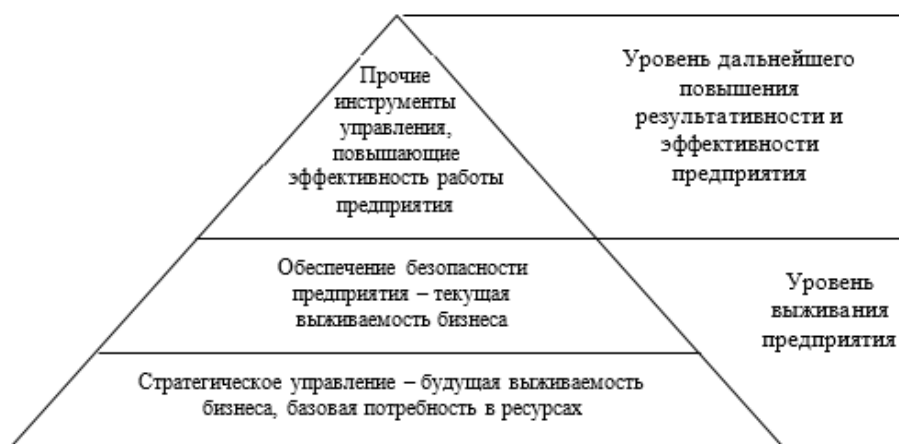 Прочие
инструменты
управления,
повышающие
эффективность работы
предприятия
Уровень дальнейшего
повышения
результативности и
эффективности
предприятия
Обеспечение безопасности
предприятия – текущая
выживаемость бизнеса
Уровень
выживания
предприятия
Стратегическое управление – будущая выживаемость
бизнеса, базовая потребность в ресурсах